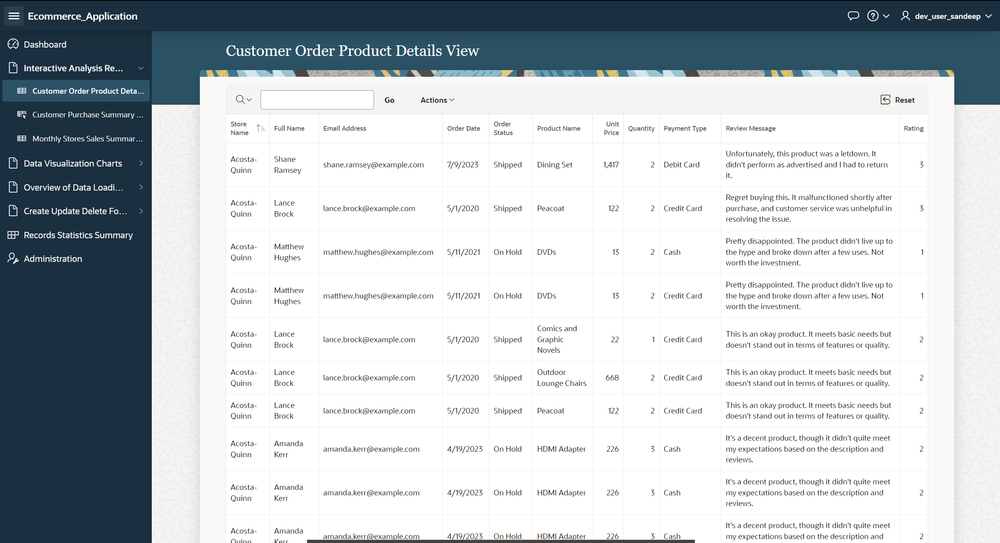 Ecommerce_Application
dev_user_sandeep
Dashboard
Interactive Analysis Re...
Customer Order Product Deta...
Customer Purchase Summary ...
Monthly Stores Sales Summar...
Data Visualization Charts
Overview of Data Loadi...
Create Update Delete Fo...
Records Statistics Summary
Administration
Customer Order Product Details View
Go
Actions
Reset
Store Name
Full Name
Email Address
Order Date
Order Status
Product Name
Unit Price
Quantity
Payment Type
Review Message
Rating
Acosta-Quinn Shane Ramsey shane.ramsey@example.com 7/9/2023 Shipped Dining Set 1,417 2 Debit Card Unfortunately, this product was a letdown. It didn't perform as advertised and I had to return it. 3
Acosta-Quinn Lance Brock lance.brock@example.com 5/1/2020 Shipped Peacoat 122 2 Credit Card Regret buying this. It malfunctioned shortly after purchase, and customer service was unhelpful in resolving the issue. 3
Acosta-Quinn Matthew Hughes matthew.hughes@example.com 5/11/2021 On Hold DVDs 13 2 Cash Pretty disappointed. The product didn't live up to the hype and broke down after a few uses. Not worth the investment. 1
Acosta-Quinn Matthew Hughes matthew.hughes@example.com 5/11/2021 On Hold DVDs 13 2 Credit Card Pretty disappointed. The product didn't live up to the hype and broke down after a few uses. Not worth the investment. 1
Acosta-Quinn Lance Brock lance.brock@example.com 5/1/2020 Shipped Comics and Graphic Novels 22 1 Credit Card This is an okay product. It meets basic needs but doesn't stand out in terms of features or quality. 2
Acosta-Quinn Lance Brock lance.brock@example.com 5/1/2020 Shipped Outdoor Lounge Chairs 668 2 Credit Card This is an okay product. It meets basic needs but doesn't stand out in terms of features or quality. 2
Acosta-Quinn Lance Brock lance.brock@example.com 5/1/2020 Shipped Peacoat 122 2 Credit Card This is an okay product. It meets basic needs but doesn't stand out in terms of features or quality. 2
Acosta-Quinn Amanda Kerr amanda.kerr@example.com 4/19/2023 On Hold HDMI Adapter 226 3 Cash It's a decent product, though it didn't quite meet my expectations based on the description and reviews. 2
Acosta-Quinn Amanda Kerr amanda.kerr@example.com 4/19/2023 On Hold HDMI Adapter 226 3 Cash It's a decent product, though it didn't quite meet my expectations based on the description and reviews. 2
Acosta-Quinn Amanda Kerr amanda.kerr@example.com 4/19/2023 On Hold HDMI Adapter 226 3 Cash It's a decent product, though it didn't quite meet my expectations based on the description and 2